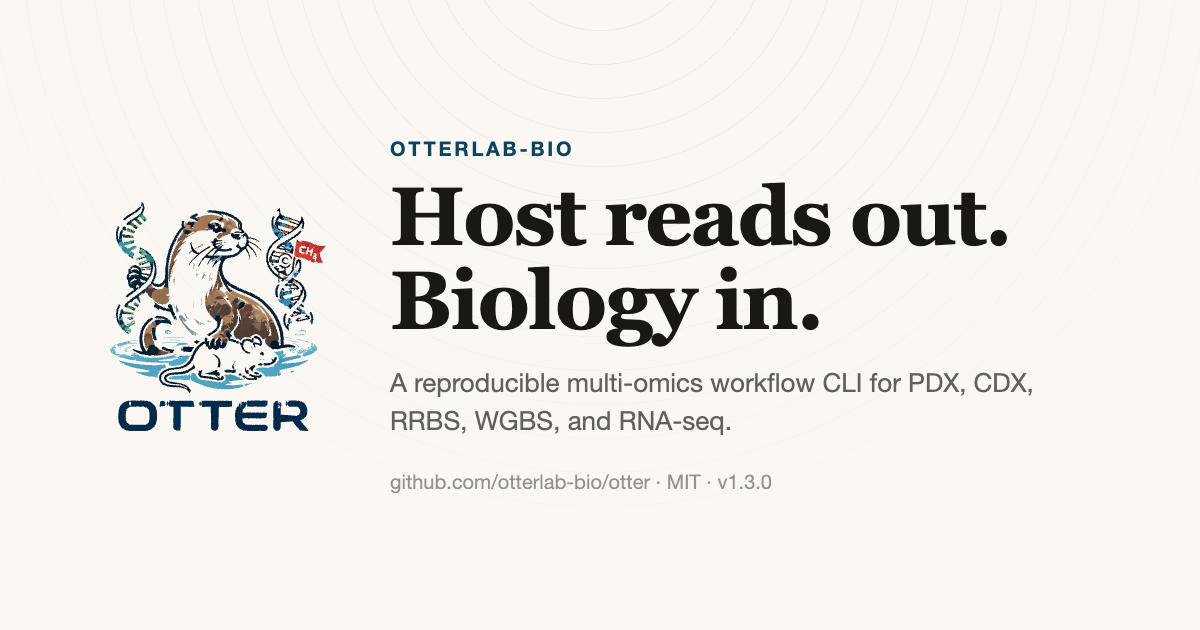 OTTERLAB-BIO
Host reads out.
Biology in.
A reproducible multi-omics workflow CLI for PDX, CDX,
RRBS, WGBS, and RNA-seq.
github.com/otterlab-bio/otter · MIT · v1.3.0
CH₃
OTTER